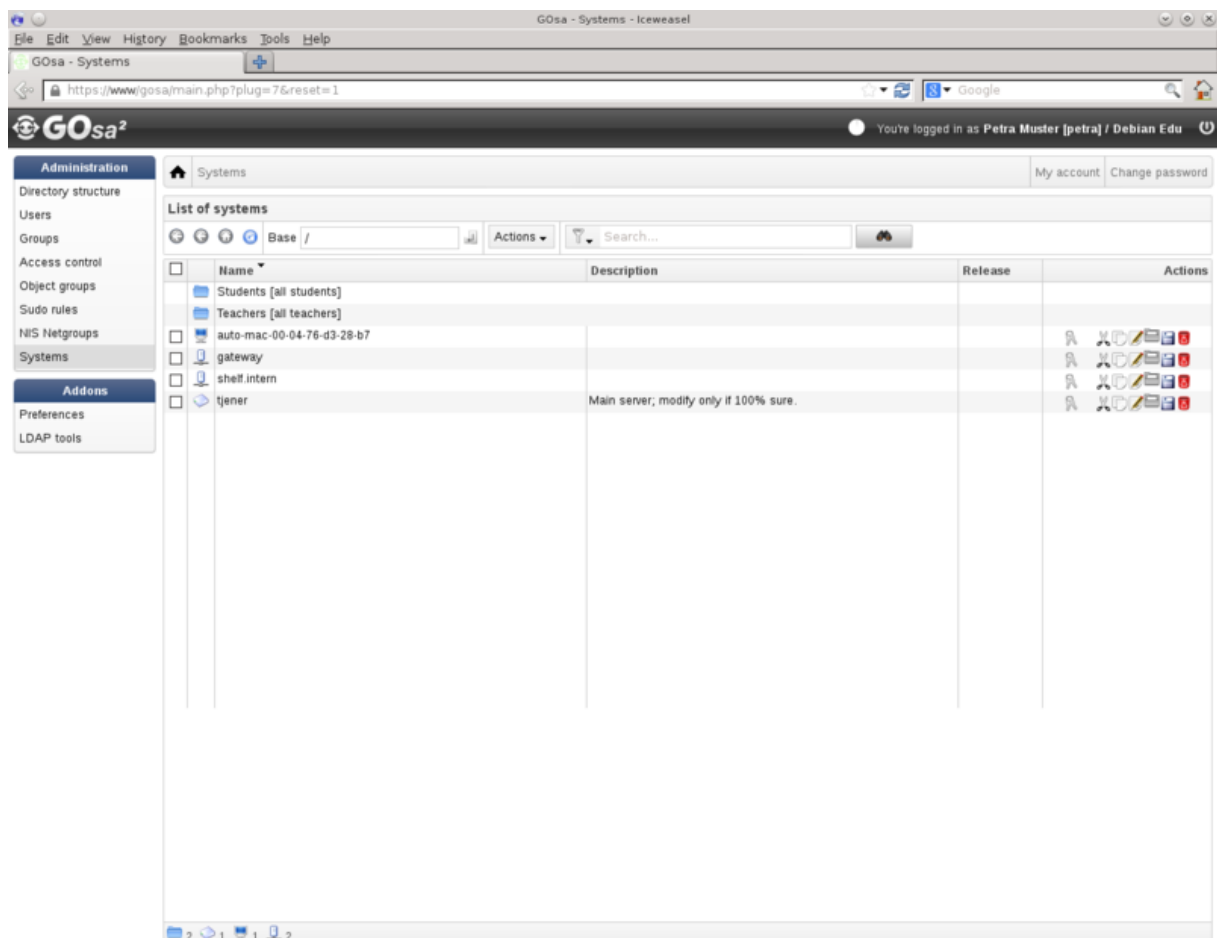 GOsa - Systems - Iceweasel
File Edit View History Bookmarks Tools Help
GOsa - Systems
https://www/gosa/main.php?plug=7&reset=1
Google
GOsa²
You're logged in as Petra Muster [petra] / Debian Edu
Administration
Directory structure
Users
Groups
Access control
Object groups
Sudo rules
NIS Netgroups
Systems
Addons
Preferences
LDAP tools
Systems
My account Change password
List of systems
Base /
Actions
Search...
Name Description Release Actions
Students [all students]
Teachers [all teachers]
auto-mac-00-04-76-d3-28-b7
gateway
shelf.intern
tjener Main server; modify only if 100% sure.
2 1 1 2